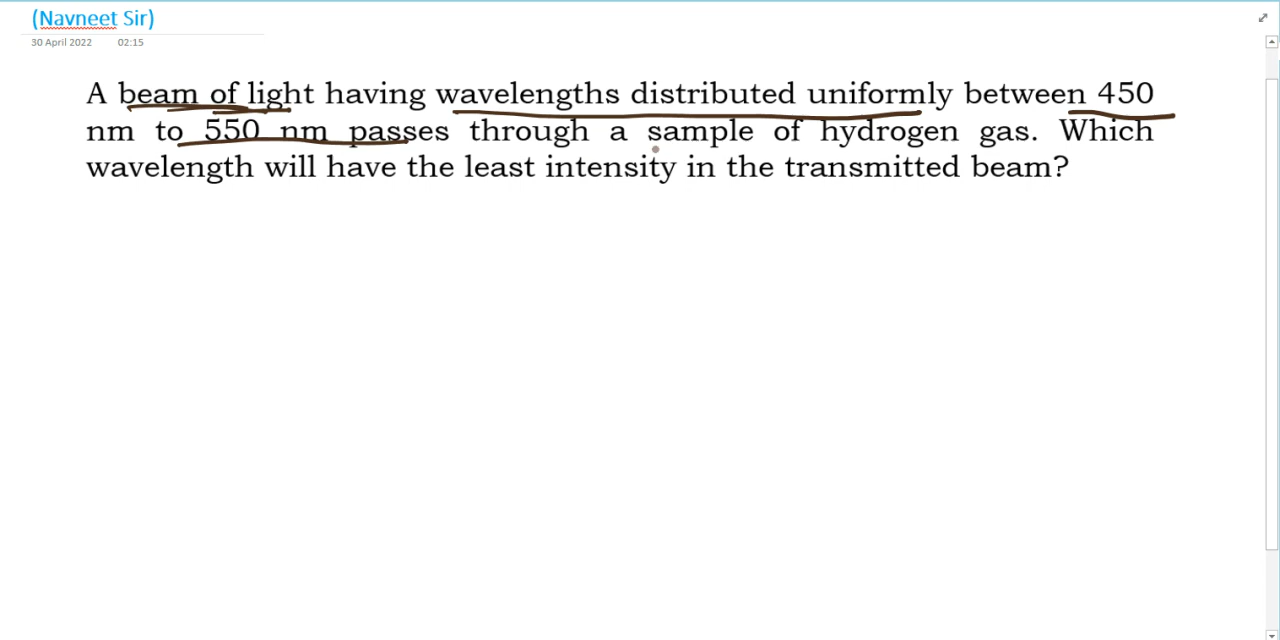 (Navneet Sir)
30 April 2022 02:15
A beam of light having wavelengths distributed uniformly between 450
nm to 550 nm passes through a sample of hydrogen gas. Which
wavelength will have the least intensity in the transmitted beam?